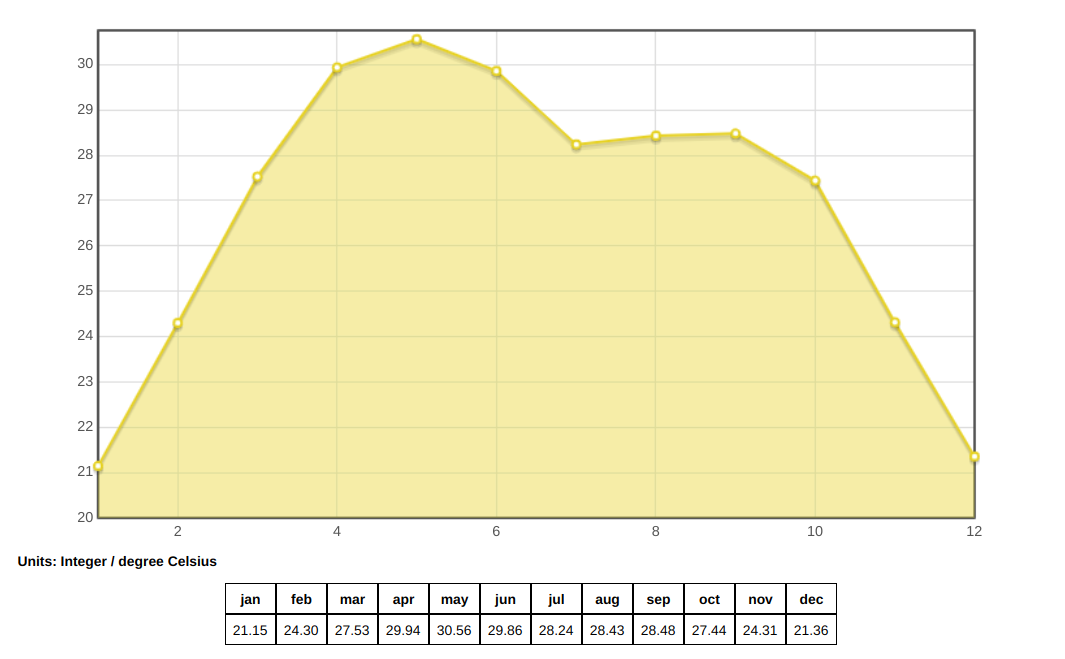 30
29
28
27
26
25
24
23
22
21
20
2 4 6 8 10 12
Units: Integer / degree Celsius
jan feb mar apr may jun jul aug sep oct nov dec
21.15 24.30 27.53 29.94 30.56 29.86 28.24 28.43 28.48 27.44 24.31 21.36